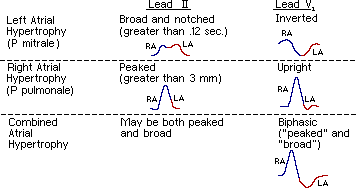 Lead II Lead V1
Left Atrial Broad and notched Inverted
Hypertrophy (greater than .12 sec.)
(P mitrale)
RA LA RA LA
Right Atrial Peaked Upright
Hypertrophy (greater than 3 mm)
(P pulmonale)
RA LA RA LA
Combined May be both peaked Biphasic
Atrial and broad ("peaked" and
Hypertrophy "broad")
RA LA